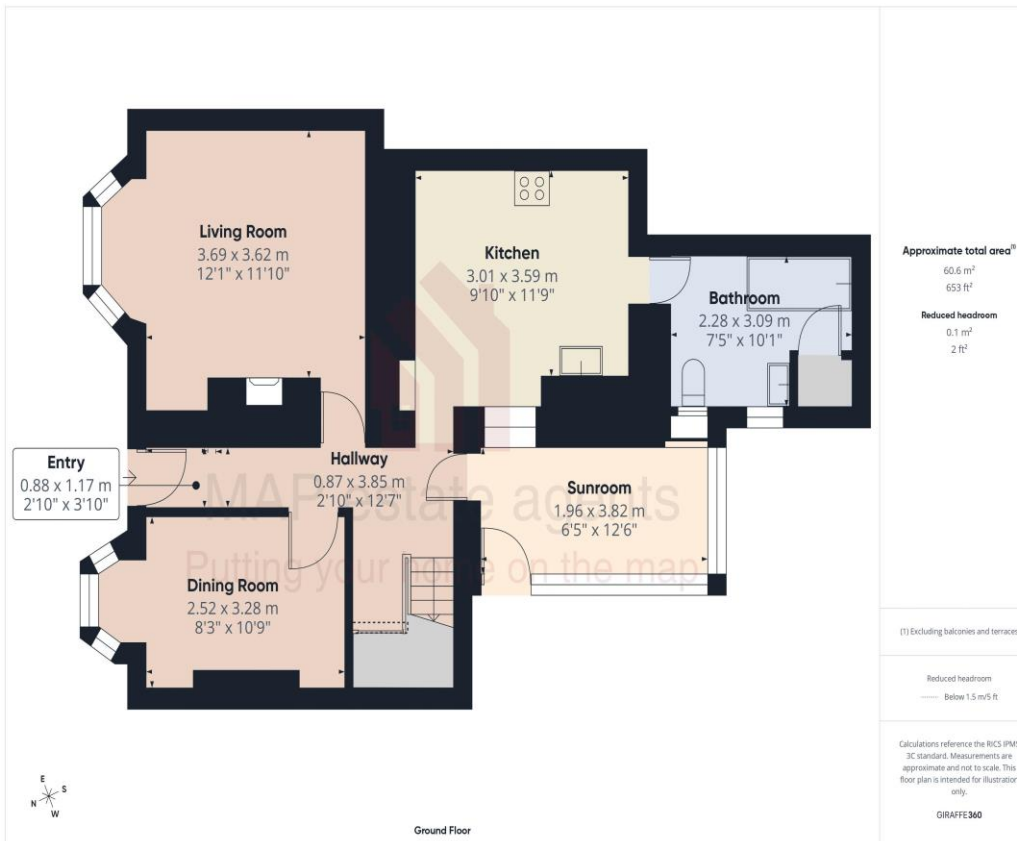 Living Room
3.69 x 3.62 m
12'1" x 11'10"
Kitchen
3.01 x 3.59 m
9'10" x 11'9"
Bathroom
2.28 x 3.09 m
7'5" x 10'1"
Entry
0.88 x 1.17 m
2'10" x 3'10"
Hallway
0.87 x 3.85 m
2'10" x 12'7"
Sunroom
1.96 x 3.82 m
6'5" x 12'6"
MAP estate agents
Putting your home on the map
Dining Room
2.52 x 3.28 m
8'3" x 10'9"
E
N S
W
Ground Floor
Approximate total area(1)
60.6 m²
653 ft²
Reduced headroom
0.1 m²
2 ft²
(1) Excluding balconies and terraces
Reduced headroom
Below 1.5 m/5 ft
Calculations reference the RICS IPMS
3C standard. Measurements are
approximate and not to scale. This
floor plan is intended for illustration
only.
GIRAFFE360